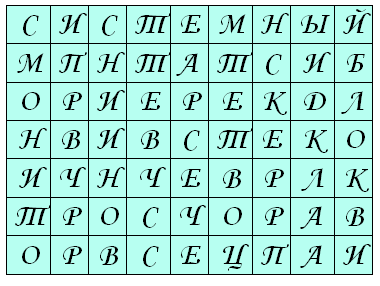 С И С Т Е М Н Ы Й
М П Н Т А Т С И Б
О Р И Е Р Е К Д Л
Н В И В С Т Е К О
И Ч Н Ч Е В Р Л К
Т Р О С Ч О Р А В
О Р В С Е Ц П А И